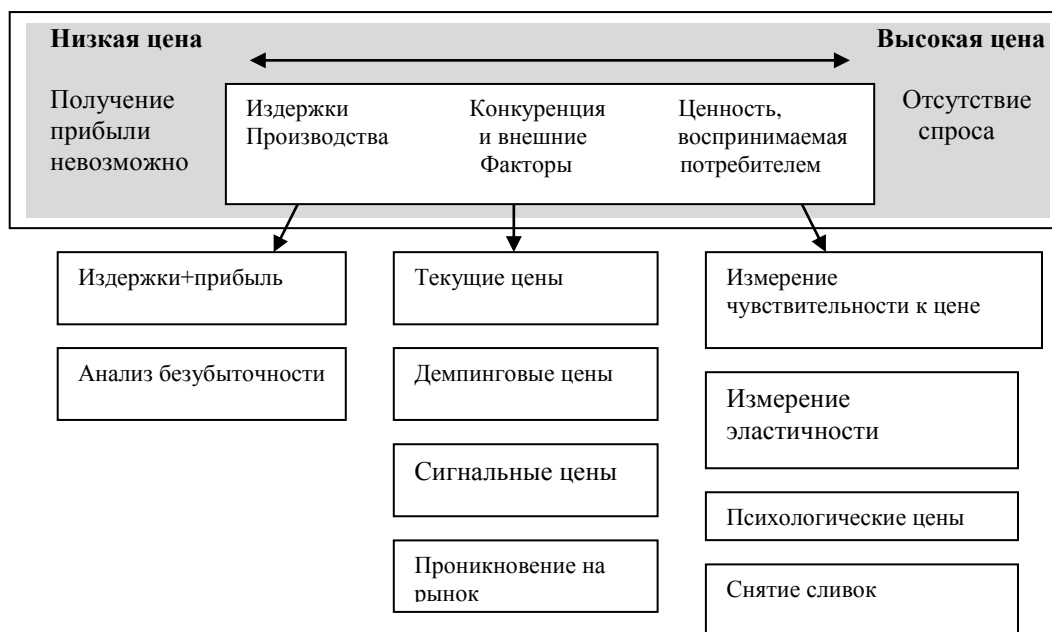 Низкая цена
Высокая цена
Получение
прибыли
невозможно
Издержки
Производства
Конкуренция
и внешние
Факторы
Ценность,
воспринимаемая
потребителем
Отсутствие
спроса
Издержки+прибыль
Анализ безубыточности
Текущие цены
Демпинговые цены
Сигнальные цены
Проникновение на
рынок
Измерение
чувствительности к цене
Измерение
эластичности
Психологические цены
Снятие сливок